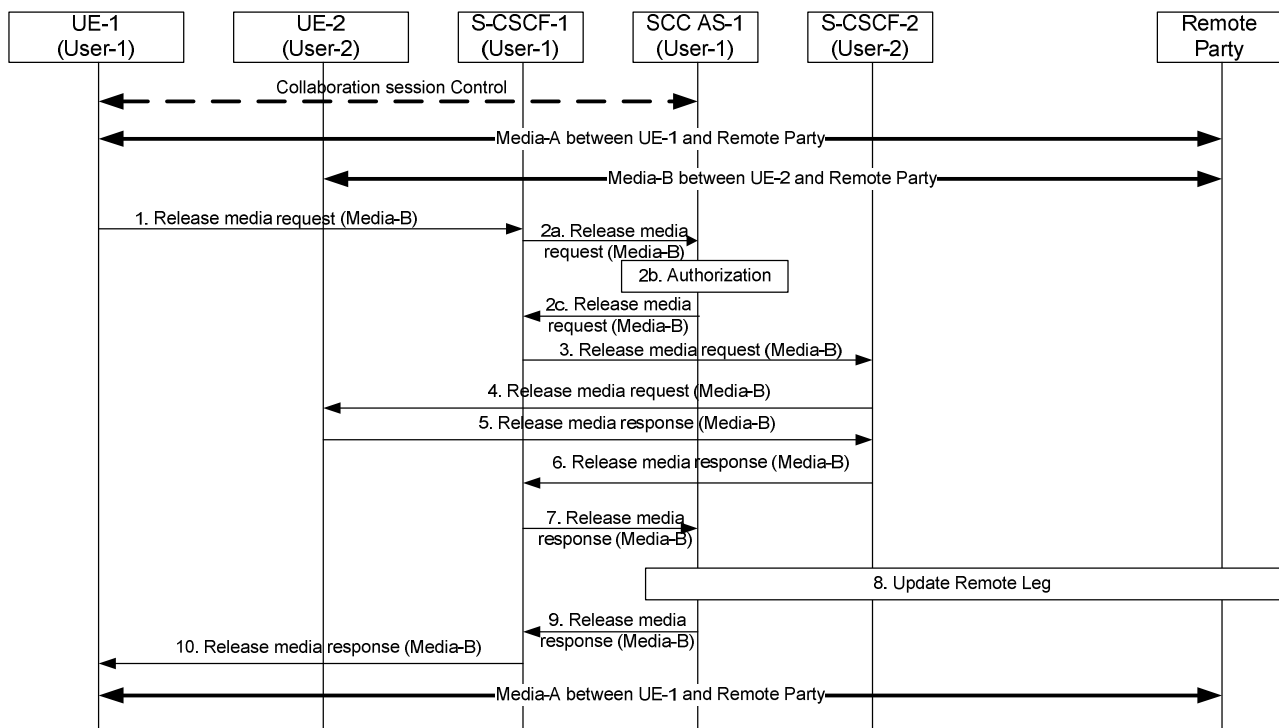 UE-1
(User-1)
UE-2
(User-2)
S-CSCF-1
(User-1)
SCC AS-1
(User-1)
S-CSCF-2
(User-2)
Remote
Party
Collaboration session Control
Media-A between UE-1 and Remote Party
Media-B between UE-2 and Remote Party
1. Release media request (Media-B)
2a. Release media
request (Media-B)
2b. Authorization
2c. Release media
request (Media-B)
3. Release media request (Media-B)
4. Release media request (Media-B)
5. Release media response (Media-B)
6. Release media response (Media-B)
7. Release media
response (Media-B)
8. Update Remote Leg
9. Release media
response (Media-B)
10. Release media response (Media-B)
Media-A between UE-1 and Remote Party